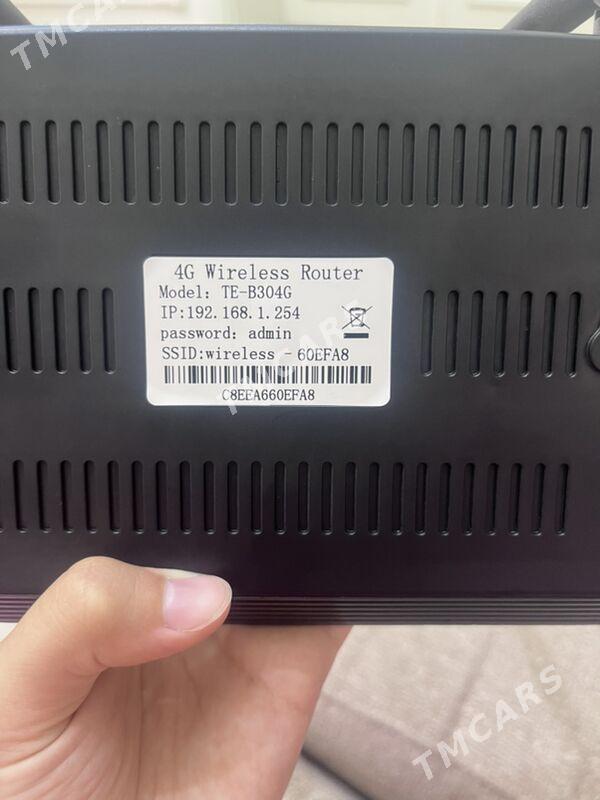 TMCARS
4G Wireless Router
Model: TE-B304G
IP:192.168.1.254
password: admin
SSID:wireless - 60EFA8
C8EEA660EFA8
TMCARS
TMCARS